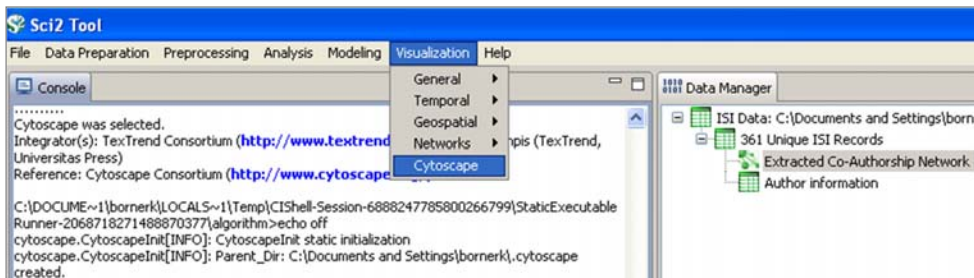 Sci2 Tool
File Data Preparation Preprocessing Analysis Modeling Visualization Help
Console
General
Temporal
Geospatial
Networks
Cytoscape
..........
Cytoscape was selected.
Integrator(s): TexTrend Consortium (http://www.textrend pis (TexTrend,
Universitas Press)
Reference: Cytoscape Consortium (http://www.cytoscape
C:\DOCUME~1\bornerk\LOCALS~1\Temp\CIShell-Session-6888247785800266799\StaticExecutable
Runner-2068718271488870377\algorithm>echo off
cytoscape.CytoscapeInit[INFO]: CytoscapeInit static initialization
cytoscape.CytoscapeInit[INFO]: Parent_Dir: C:\Documents and Settings\bornerk\.cytoscape
created.
Data Manager
ISI Data: C:\Documents and Settings\born
361 Unique ISI Records
Extracted Co-Authorship Network
Author information